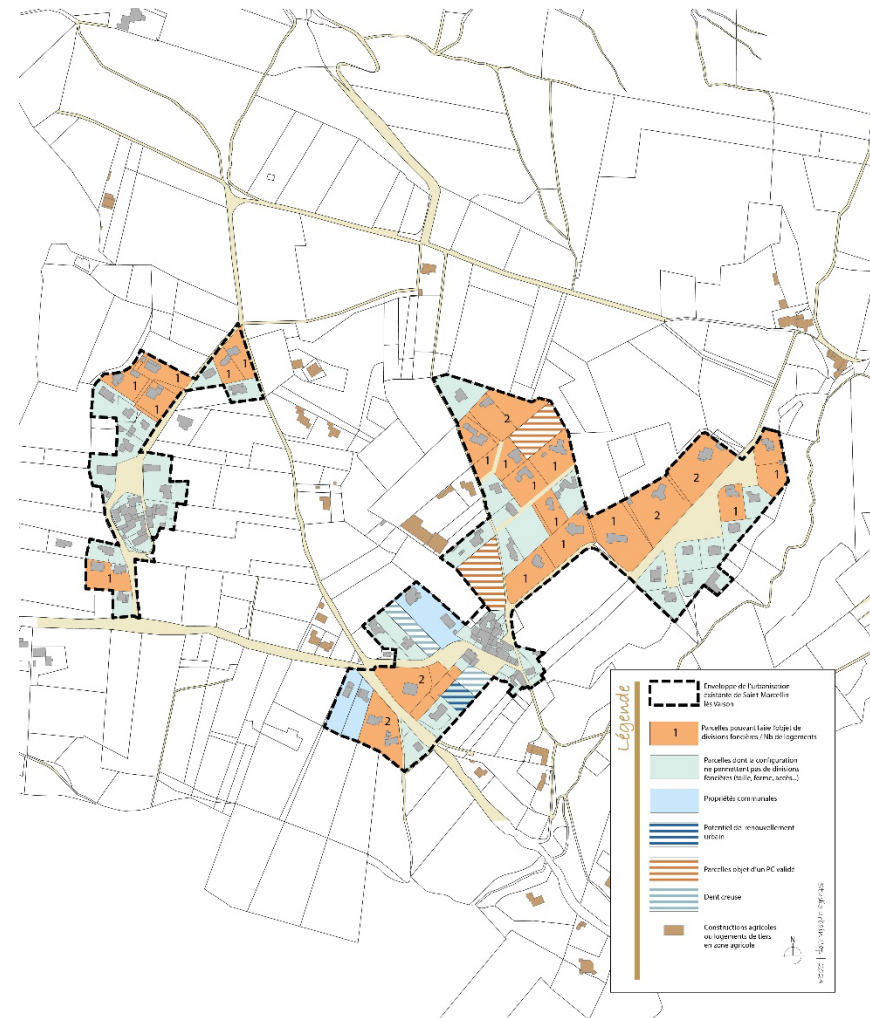 1
1
1
1
1
1
1
2
1
1
1
1
1
1
1
2
2
1
1
2
2
Légende
Enveloppe de l'urbanisation
existante de Saint Marcellin
lès Vaison
1
Parcelles pouvant faire l'objet de
divisions foncières / Nb de logements
Parcelles dont la configuration
ne permettant pas de divisions
foncières (taille, forme, accès...)
Propriétés communales
Potentiel de renouvellement
urbain
Parcelles objet d'un PC validé
Dent creuse
Constructions agricoles
ou logements de tiers
en zone agricole
N